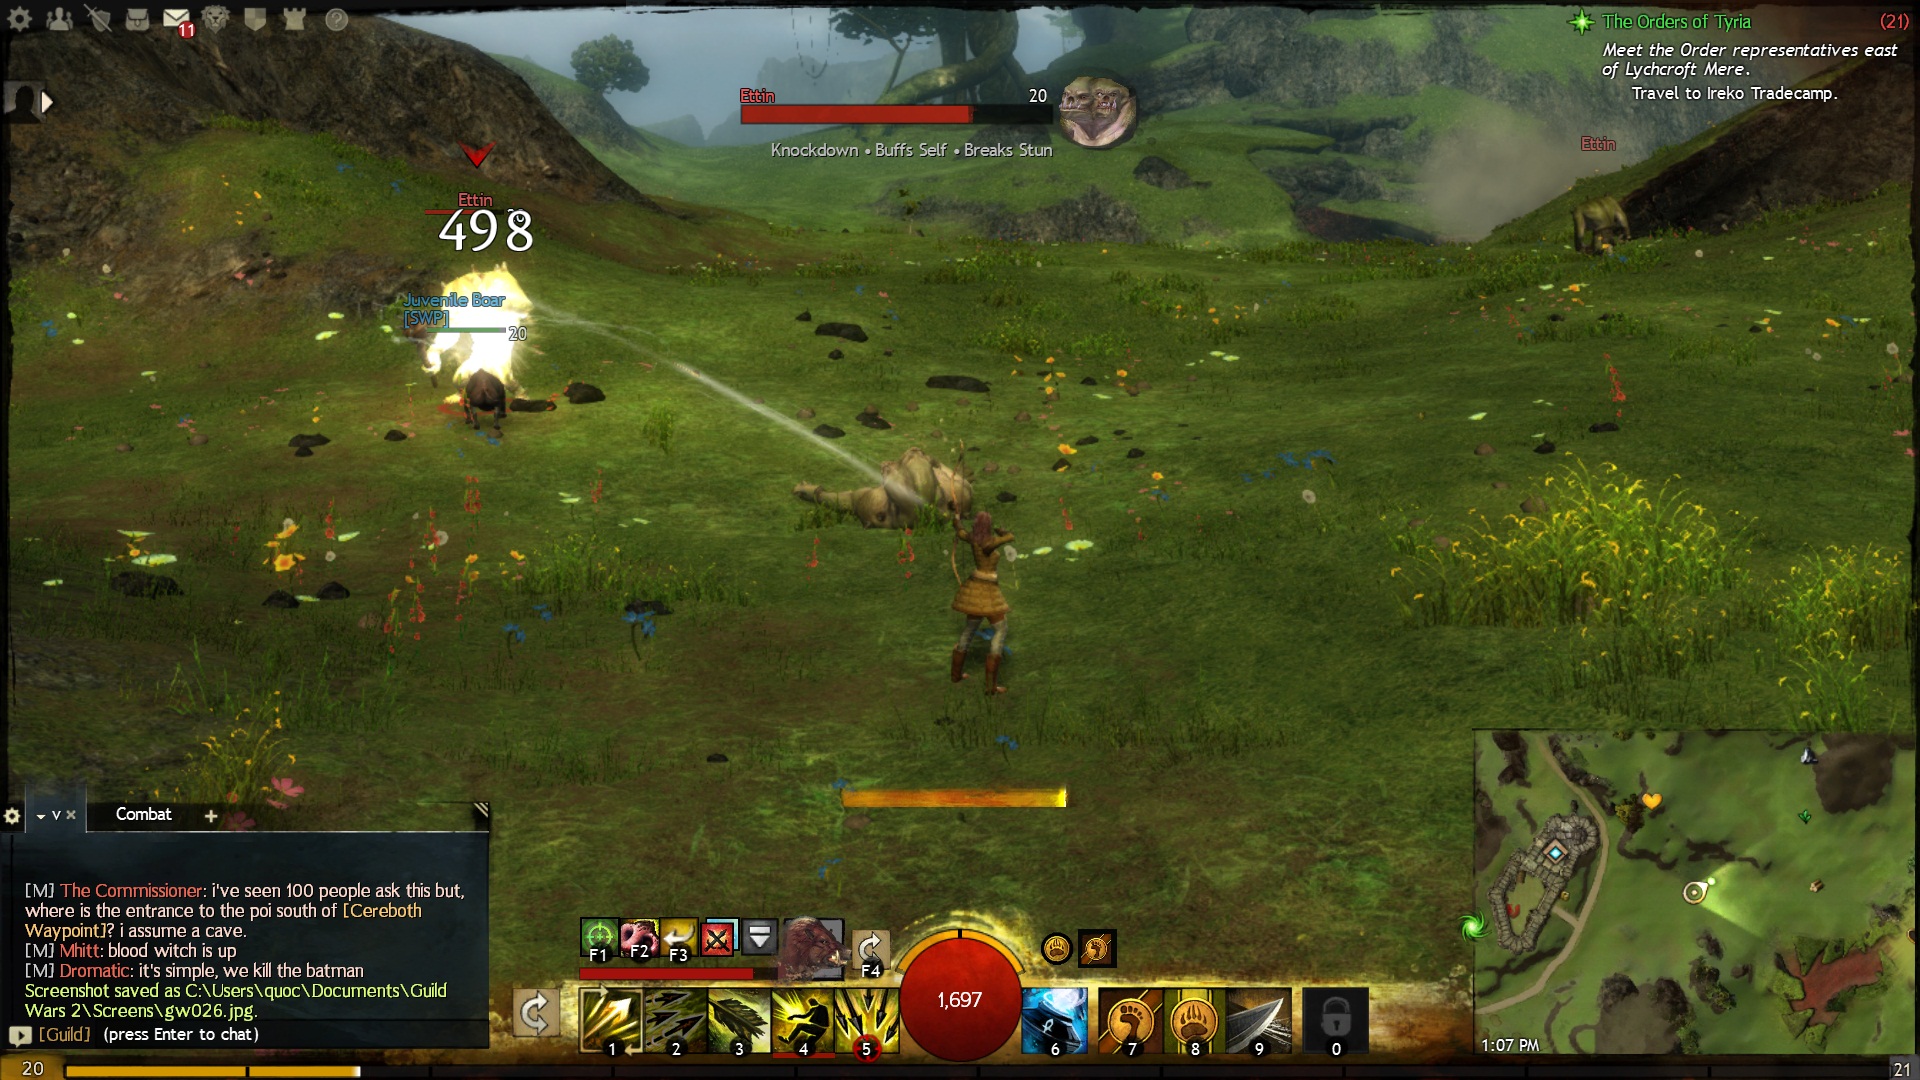 11
The Orders of Tyria (21)
Meet the Order representatives east
of Lychcroft Mere.
Travel to Ireko Tradecamp.
Ettin 20
Knockdown • Buffs Self • Breaks Stun
Ettin
Ettin
498
Juvenile Boar
[SWP]
20
v Combat
[M] The Commissioner: i've seen 100 people ask this but,
where is the entrance to the poi south of [Cereboth
Waypoint]? i assume a cave.
[M] Mhitt: blood witch is up
[M] Dromatic: it's simple, we kill the batman
Screenshot saved as C:\Users\quoc\Documents\Guild
Wars 2\Screens\gw026.jpg.
[Guild] (press Enter to chat)
F1 F2 F3 F4
1,697
1 2 3 4 5 6 7 8 9 0
1:07 PM
20 21